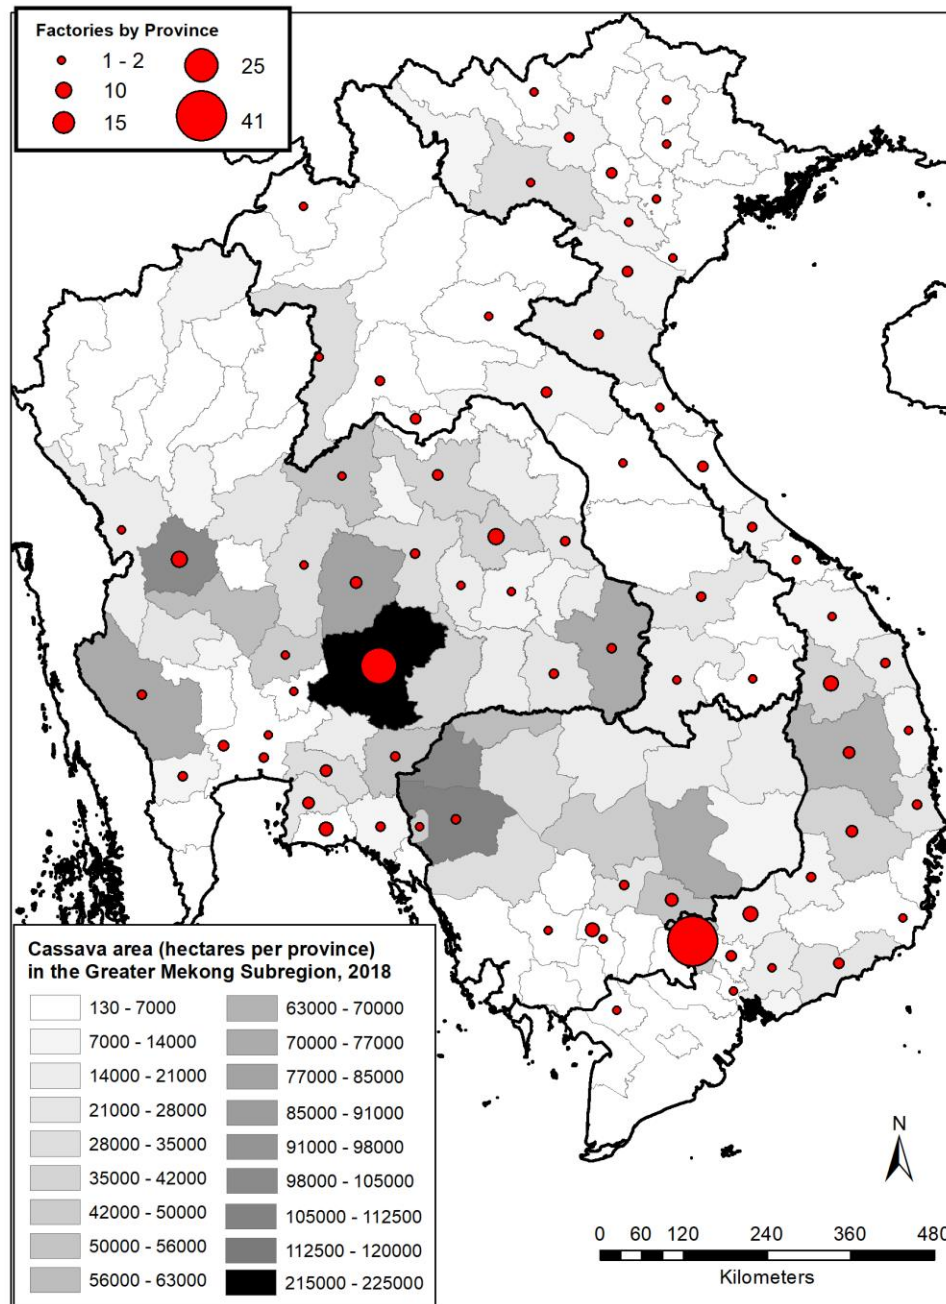 Factories by Province
1 - 2
10
15
25
41
N
Cassava area (hectares per province)
in the Greater Mekong Subregion, 2018
130 - 7000
7000 - 14000
14000 - 21000
21000 - 28000
28000 - 35000
35000 - 42000
42000 - 50000
50000 - 56000
56000 - 63000
63000 - 70000
70000 - 77000
77000 - 85000
85000 - 91000
91000 - 98000
98000 - 105000
105000 - 112500
112500 - 120000
215000 - 225000
0 60 120 240 360 480
Kilometers